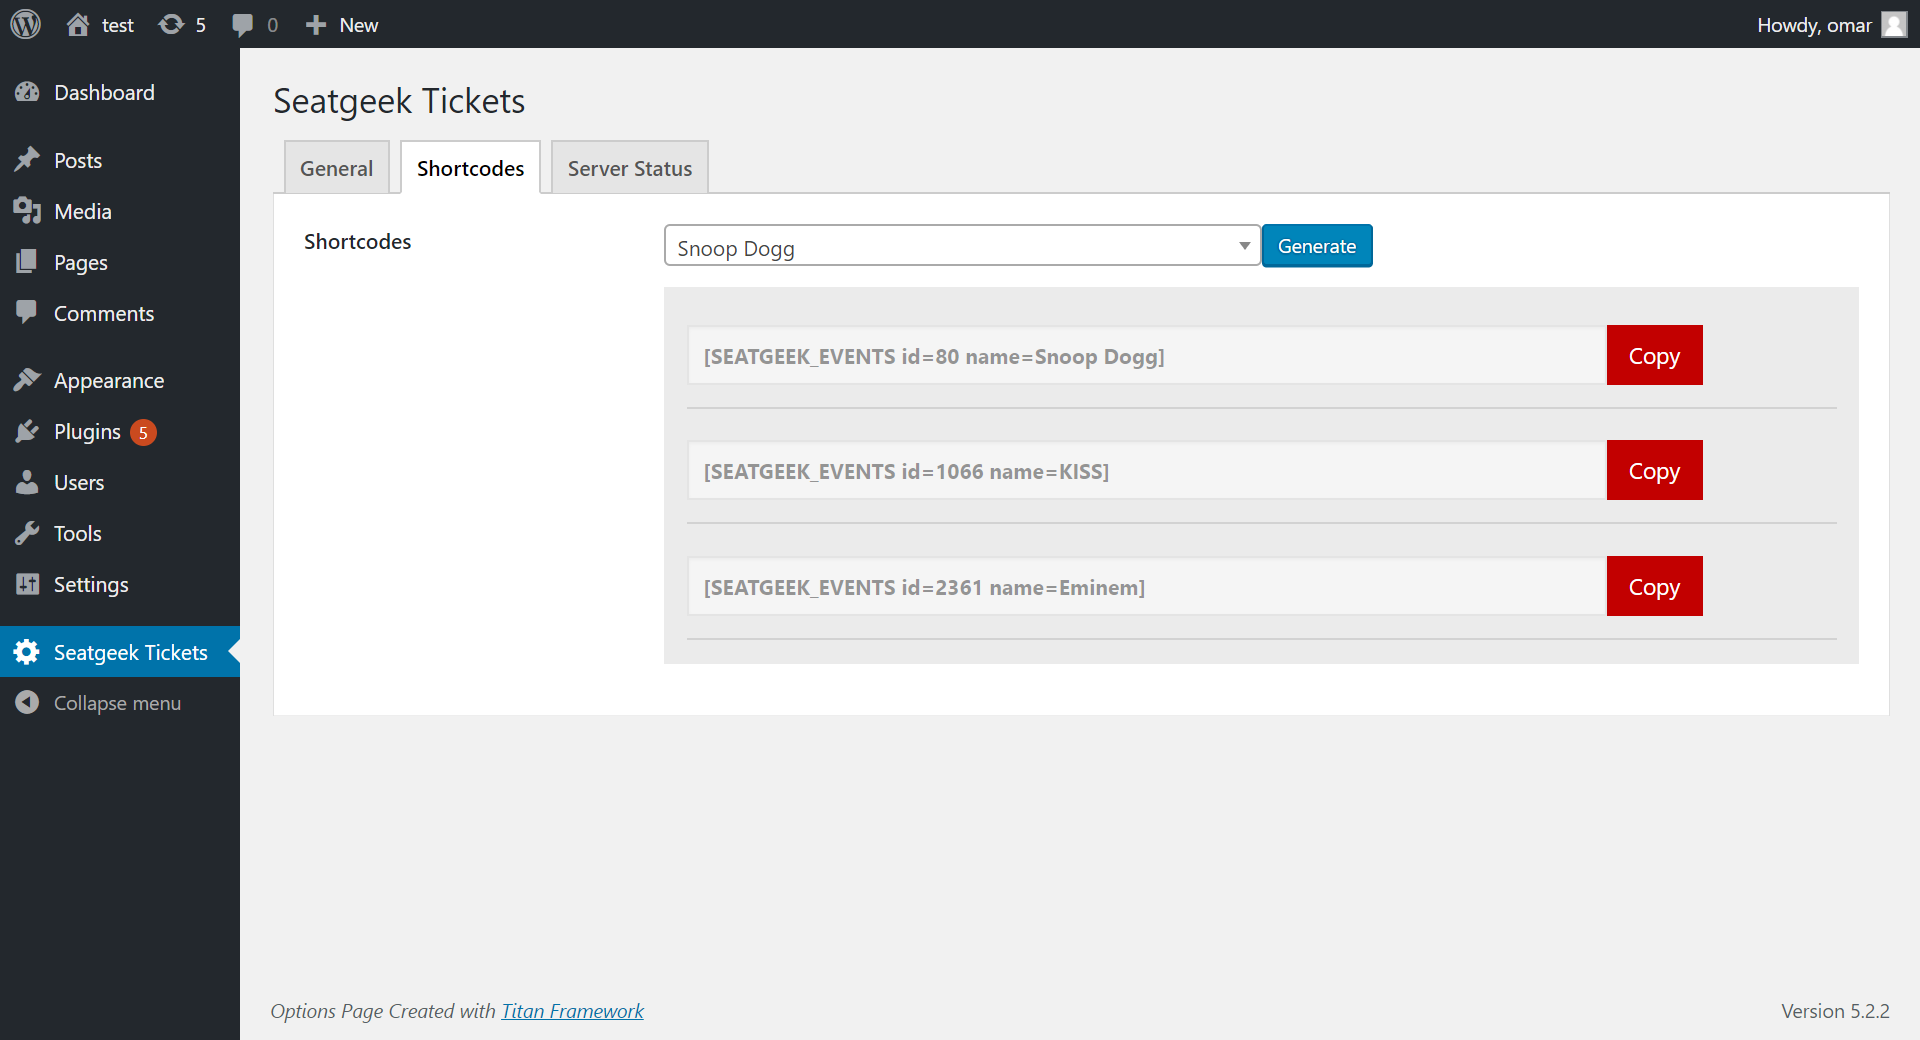 test 5 0 New Howdy, omar
Dashboard
Posts
Media
Pages
Comments
Appearance
Plugins 5
Users
Tools
Settings
Seatgeek Tickets
Collapse menu
Seatgeek Tickets
General Shortcodes Server Status
Shortcodes Snoop Dogg Generate
[SEATGEEK_EVENTS id=80 name=Snoop Dogg] Copy
[SEATGEEK_EVENTS id=1066 name=KISS] Copy
[SEATGEEK_EVENTS id=2361 name=Eminem] Copy
Options Page Created with Titan Framework Version 5.2.2